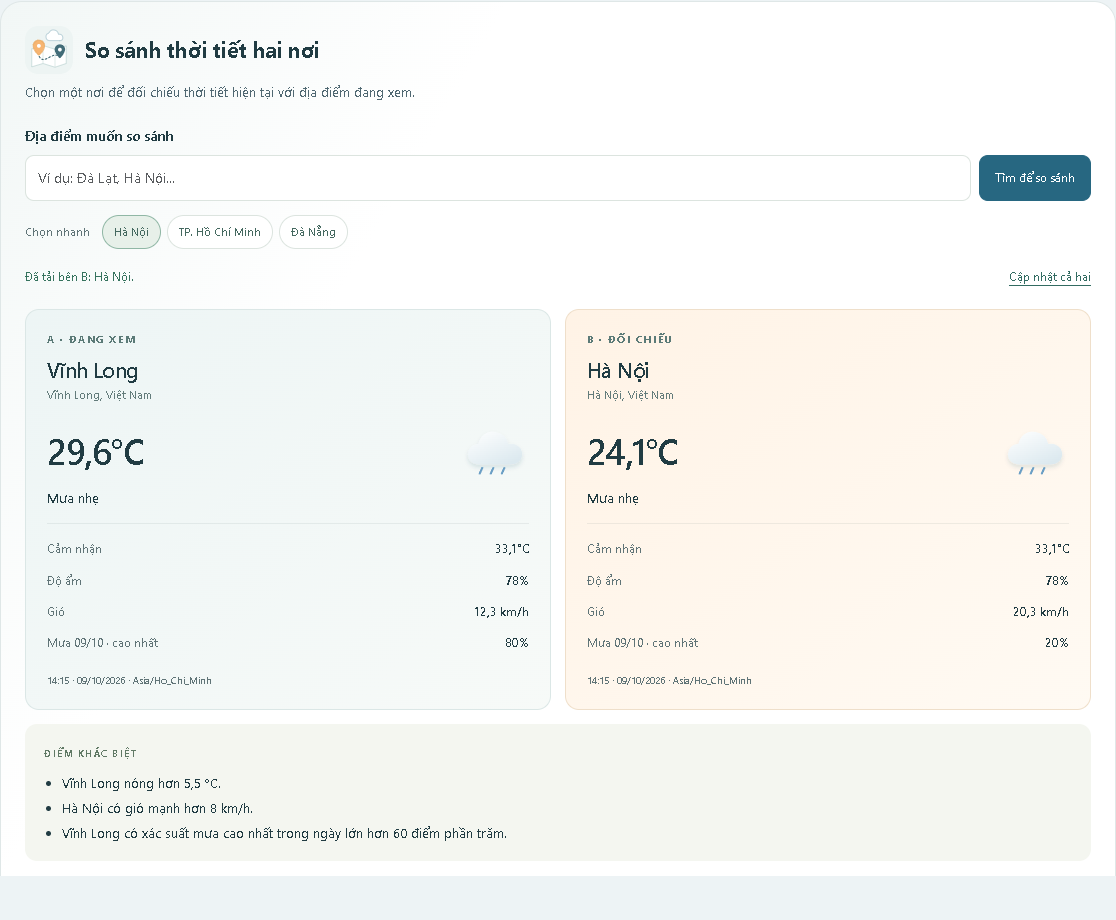 So sánh thời tiết hai nơi
Chọn một nơi để đối chiếu thời tiết hiện tại với địa điểm đang xem.
Địa điểm muốn so sánh
Ví dụ: Đà Lạt, Hà Nội...
Tìm để so sánh
Chọn nhanh
Hà Nội
TP. Hồ Chí Minh
Đà Nẵng
Đã tải bên B: Hà Nội.
Cập nhật cả hai
A · ĐANG XEM
Vĩnh Long
Vĩnh Long, Việt Nam
29,6°C
Mưa nhẹ
Cảm nhận 33,1°C
Độ ẩm 78%
Gió 12,3 km/h
Mưa 09/10 · cao nhất 80%
14:15 · 09/10/2026 · Asia/Ho_Chi_Minh
B · ĐỐI CHIẾU
Hà Nội
Hà Nội, Việt Nam
24,1°C
Mưa nhẹ
Cảm nhận 33,1°C
Độ ẩm 78%
Gió 20,3 km/h
Mưa 09/10 · cao nhất 20%
14:15 · 09/10/2026 · Asia/Ho_Chi_Minh
ĐIỂM KHÁC BIỆT
• Vĩnh Long nóng hơn 5,5 °C.
• Hà Nội có gió mạnh hơn 8 km/h.
• Vĩnh Long có xác suất mưa cao nhất trong ngày lớn hơn 60 điểm phần trăm.